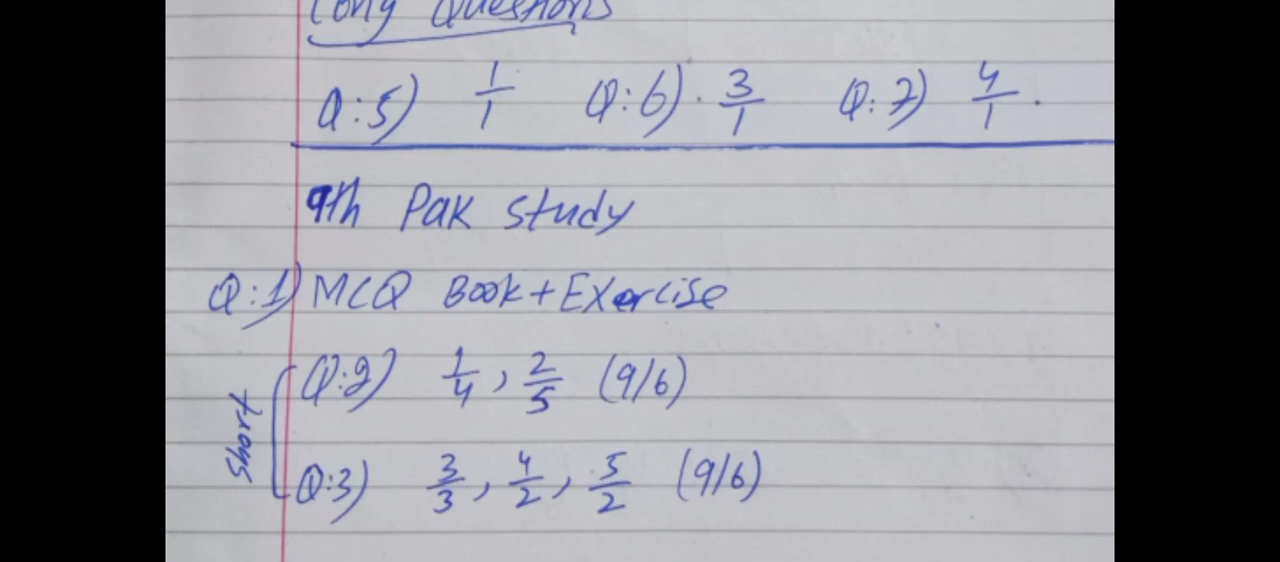 Long Questions
Q:5) 1/1 Q:6). 3/1 Q:7) 4/1.
9th Pak Study
Q:1) MCQ Book+Exercise
Short
Q:2) 1/4, 2/5 (9/6)
Q:3) 3/3, 4/2, 5/2 (9/6)